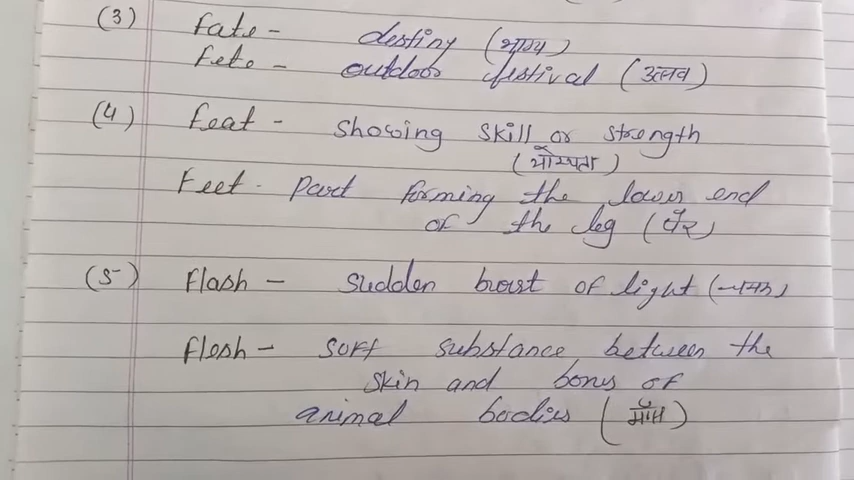 (3) Fate - destiny (भाग्य)
Fete - outdoor festival (उत्सव)
(4) Feat - Showing skill or strength
(योग्यता)
Feet - Part forming the lower end
of the leg (पैर)
(5) Flash - sudden burst of light (चमक)
Flesh - soft substance between the
skin and bones of
animal bodies (माँस)